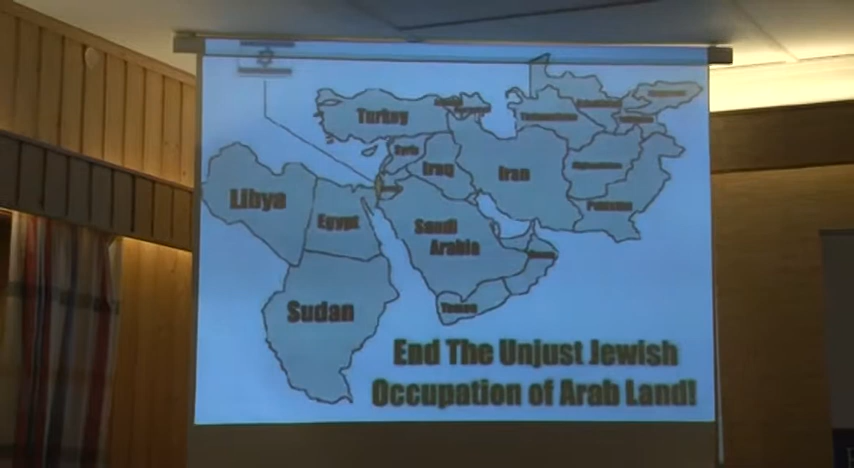 Turkey
Syria
Iraq
Iran
Libya
Egypt
Saudi
Arabia
Pakistan
Sudan
Yemen
End The Unjust Jewish
Occupation of Arab Land!